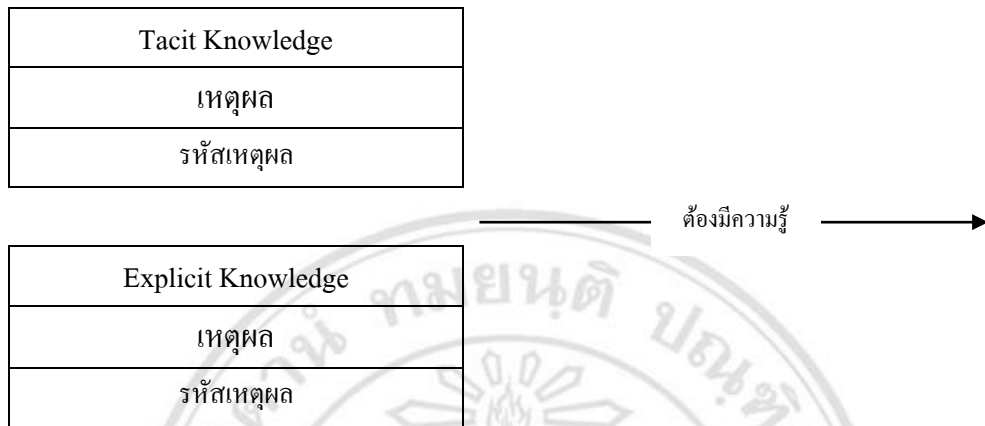 Tacit Knowledge
เหตุผล
รหัสเหตุผล
ต้องมีความรู้
Explicit Knowledge
เหตุผล
รหัสเหตุผล